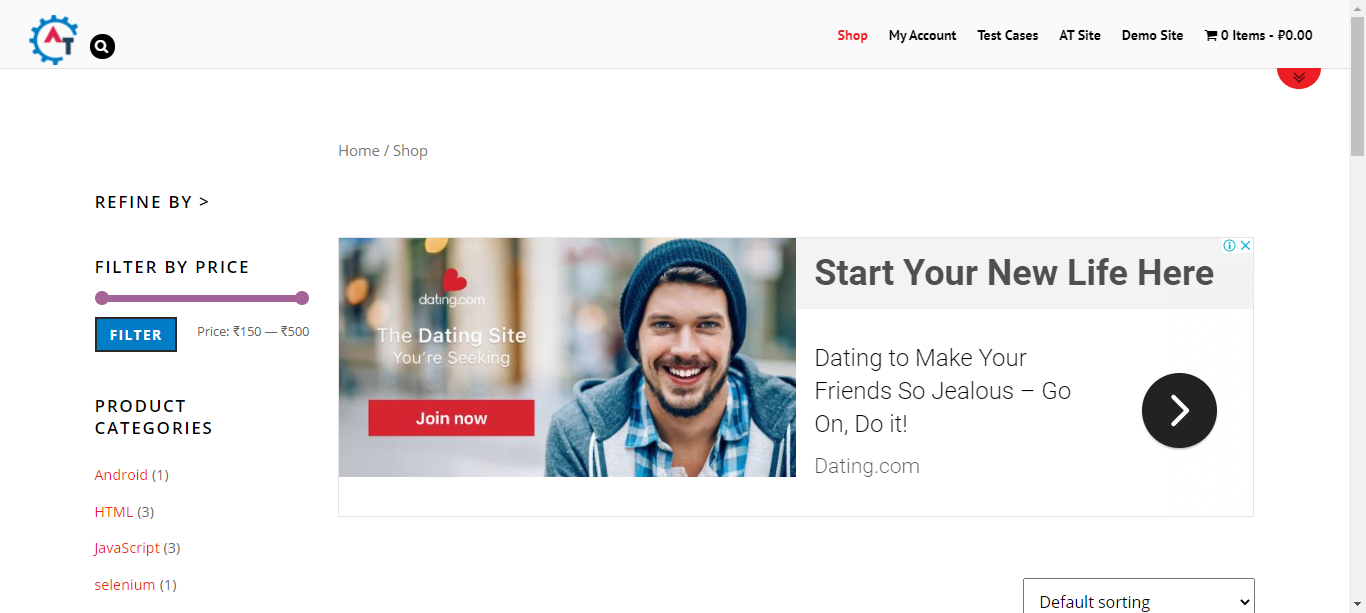 AT
Shop
My Account
Test Cases
AT Site
Demo Site
0 Items - ₽0.00
Home / Shop
REFINE BY >
FILTER BY PRICE
FILTER
Price: ₹150 — ₹500
PRODUCT
CATEGORIES
Android (1)
HTML (3)
JavaScript (3)
selenium (1)
dating.com
The Dating Site
You're Seeking
Join now
Start Your New Life Here
Dating to Make Your
Friends So Jealous – Go
On, Do it!
Dating.com
Default sorting